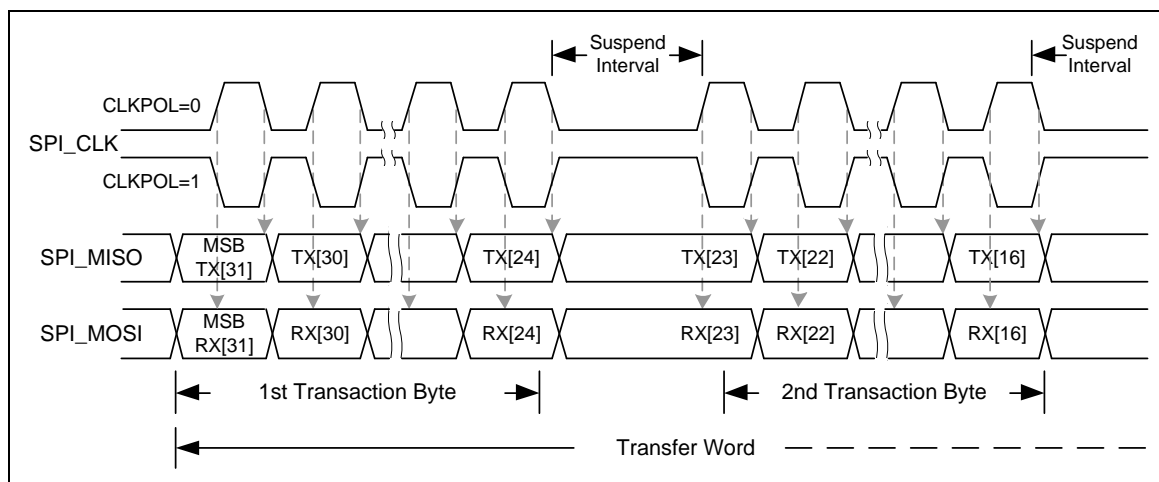 Suspend
Interval
Suspend
Interval
CLKPOL=0
SPI_CLK
CLKPOL=1
SPI_MISO
MSB
TX[31]
TX[30]
TX[24]
TX[23]
TX[22]
TX[16]
SPI_MOSI
MSB
RX[31]
RX[30]
RX[24]
RX[23]
RX[22]
RX[16]
1st Transaction Byte
2nd Transaction Byte
Transfer Word